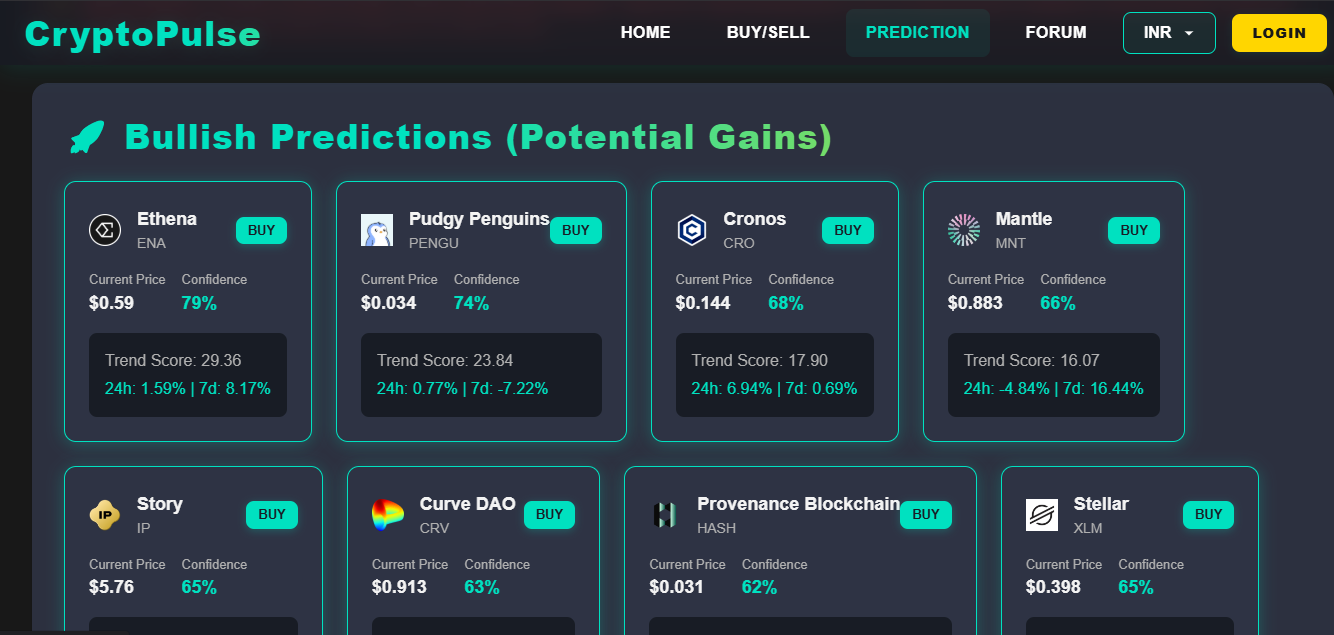 CryptoPulse
HOME BUY/SELL PREDICTION FORUM INR LOGIN
Bullish Predictions (Potential Gains)
Ethena
ENA
BUY
Current Price Confidence
$0.59 79%
Trend Score: 29.36
24h: 1.59% | 7d: 8.17%
Pudgy Penguins
PENGU
BUY
Current Price Confidence
$0.034 74%
Trend Score: 23.84
24h: 0.77% | 7d: -7.22%
Cronos
CRO
BUY
Current Price Confidence
$0.144 68%
Trend Score: 17.90
24h: 6.94% | 7d: 0.69%
Mantle
MNT
BUY
Current Price Confidence
$0.883 66%
Trend Score: 16.07
24h: -4.84% | 7d: 16.44%
IP
Story
IP
BUY
Current Price Confidence
$5.76 65%
Curve DAO
CRV
BUY
Current Price Confidence
$0.913 63%
Provenance Blockchain
HASH
BUY
Current Price Confidence
$0.031 62%
Stellar
XLM
BUY
Current Price Confidence
$0.398 65%